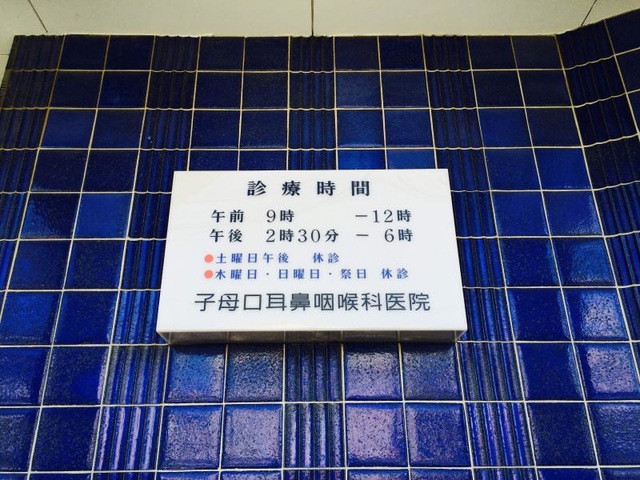 診療時間
午前 9時 −12時
午後 2時30分 − 6時
●土曜日午後 休診
●水曜日・日曜日・祭日 休診
子母口耳鼻咽喉科医院